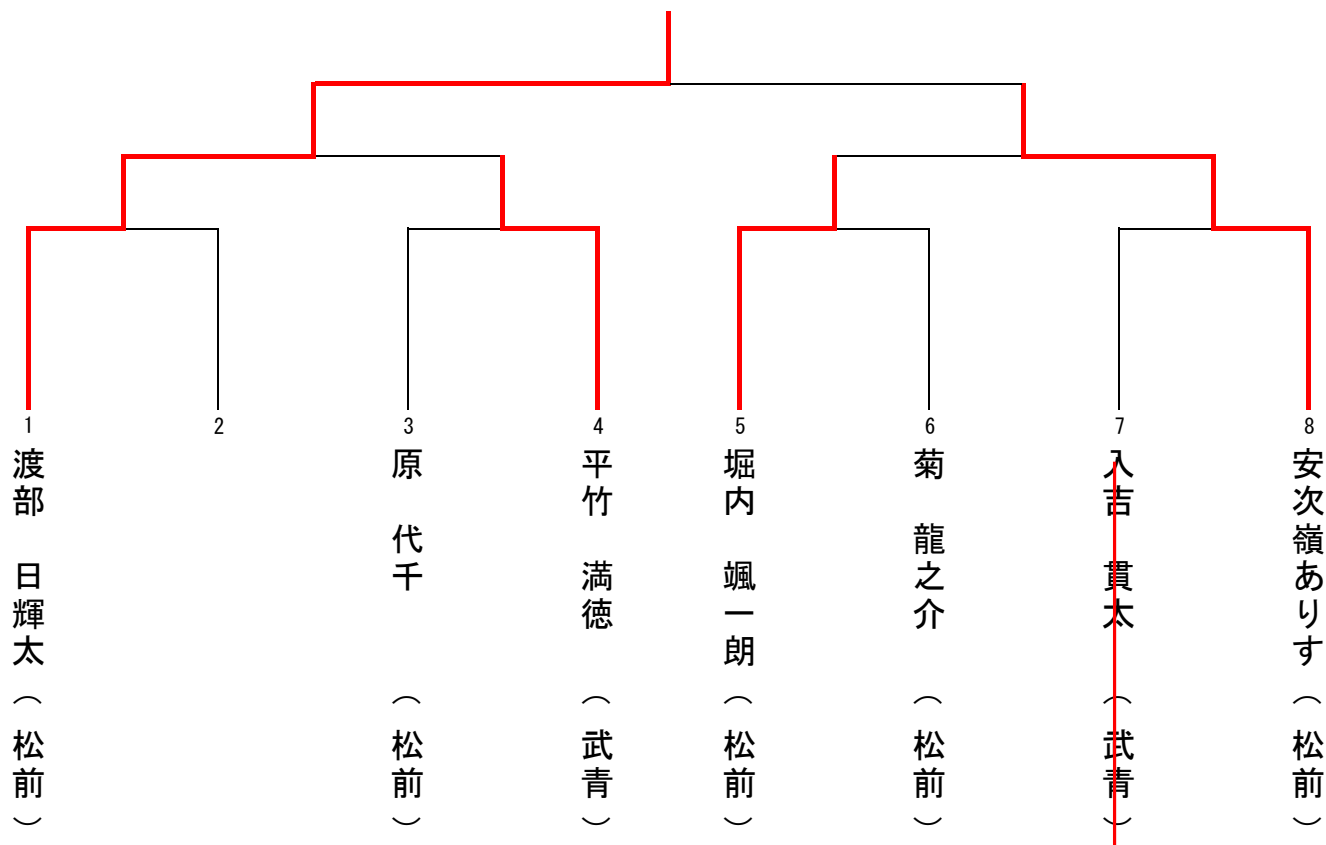 1
渡部 日輝太(松前)
2
3
原 代千 (松前)
4
平竹 満徳 (武青)
5
堀内 颯一朗(松前)
6
菊 龍之介 (松前)
7
入吉 貫太 (武青)
8
安次嶺ありす(松前)